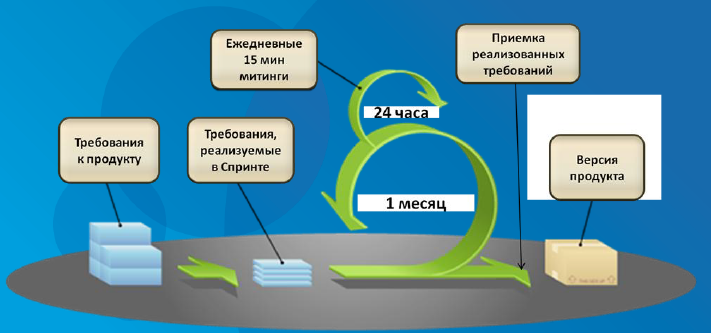 Ежедневные
15 мин
митинги
Приемка
реализованных
требований
24 часа
Требования
к продукту
Требования,
реализуемые
в Спринте
Версия
продукта
1 месяц